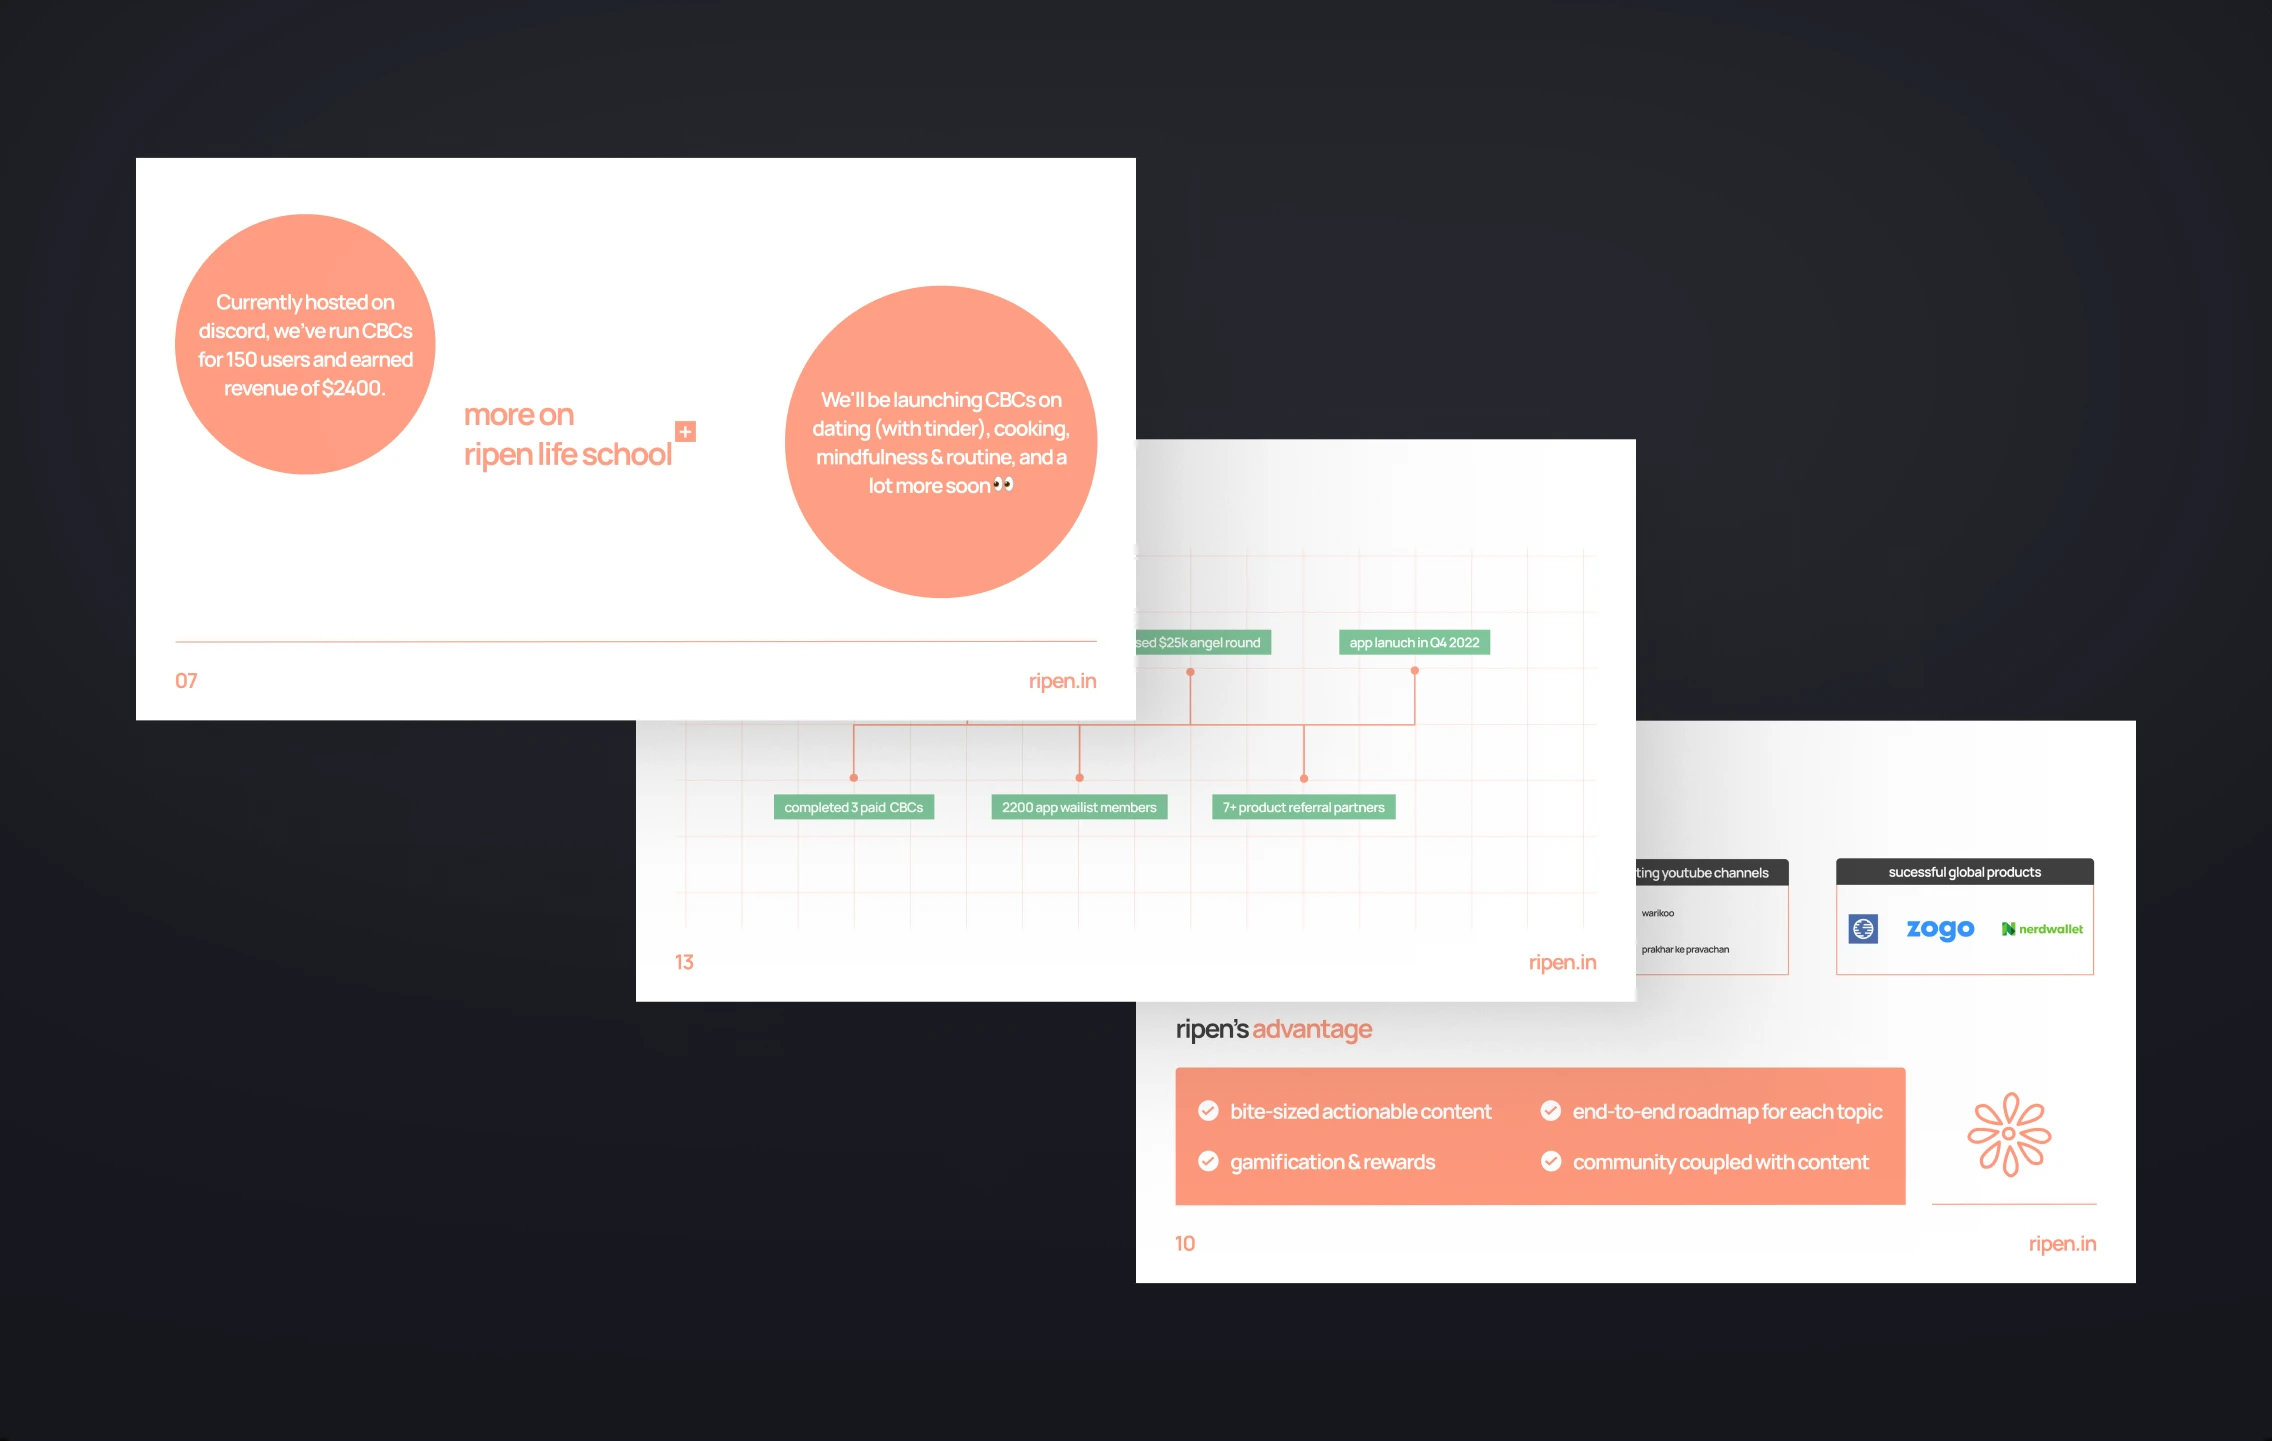 Currently hosted on
discord, we've run CBCs
for 150 users and earned
revenue of $2400.
more on
ripen life school
We'll be launching CBCs on
dating (with tinder), cooking,
mindfulness & routine, and a
lot more soon 👀
07
ripen.in
$25k angel round
app lanuch in Q4 2022
completed 3 paid CBCs
2200 app wailist members
7+ product referral partners
13
ripen.in
youtube channels
warikoo
prakhar ke pravachan
sucessful global products
zogo
nerdwallet
ripen's advantage
bite-sized actionable content
end-to-end roadmap for each topic
gamification & rewards
community coupled with content
10
ripen.in